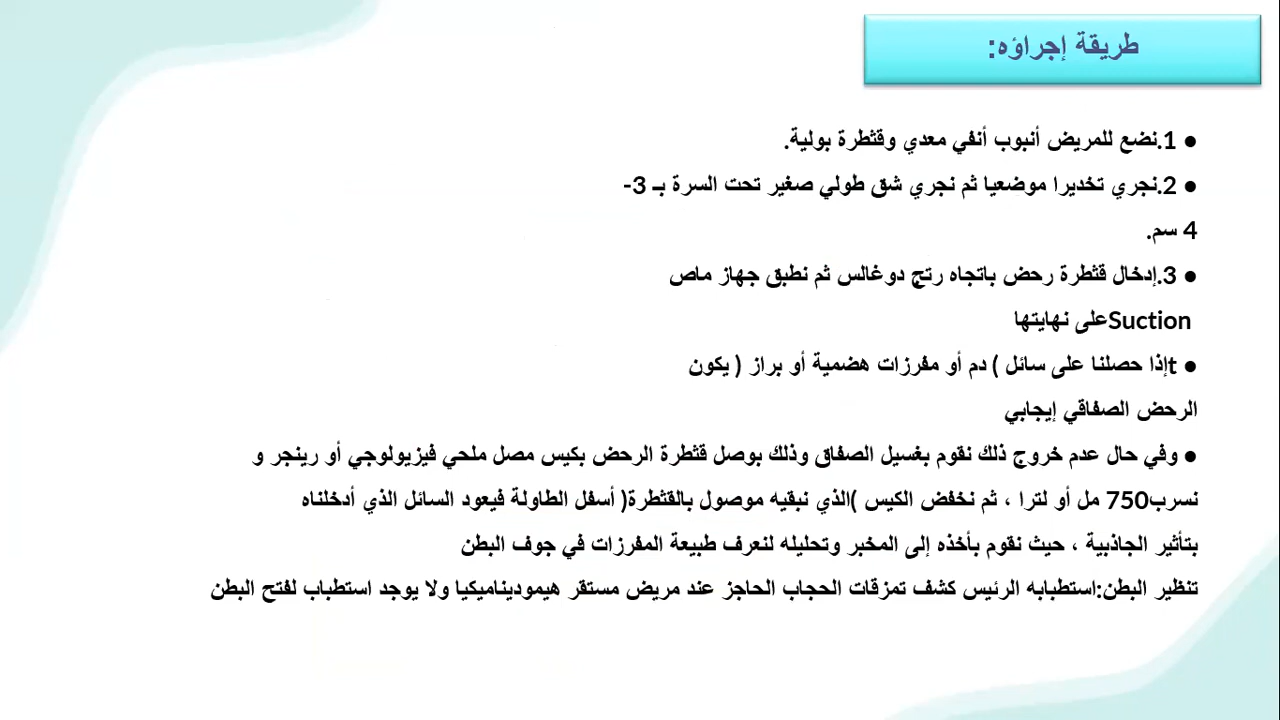 طريقة إجراؤه:
● 1.نضع للمريض أنبوب أنفي معدي وقثطرة بولية.
● 2.نجري تخديرا موضعيا ثم نجري شق طولي صغير تحت السرة بـ 3-
4 سم.
● 3.إدخال قثطرة رحض باتجاه رتج دوغالس ثم نطبق جهاز ماص
Suctionعلى نهايتها
● tإذا حصلنا على سائل ) دم أو مفرزات هضمية أو براز ( يكون
الرحض الصفاقي إيجابي
● وفي حال عدم خروج ذلك نقوم بغسيل الصفاق وذلك بوصل قثطرة الرحض بكيس مصل ملحي فيزيولوجي أو رينجر و
نسرب750 مل أو لترا ، ثم نخفض الكيس )الذي نبقيه موصول بالقثطرة( أسفل الطاولة فيعود السائل الذي أدخلناه
بتأثير الجاذبية ، حيث نقوم بأخذه إلى المخبر وتحليله لنعرف طبيعة المفرزات في جوف البطن
تنظير البطن:استطبابه الرئيس كشف تمزقات الحجاب الحاجز عند مريض مستقر هيموديناميكيا ولا يوجد استطباب لفتح البطن